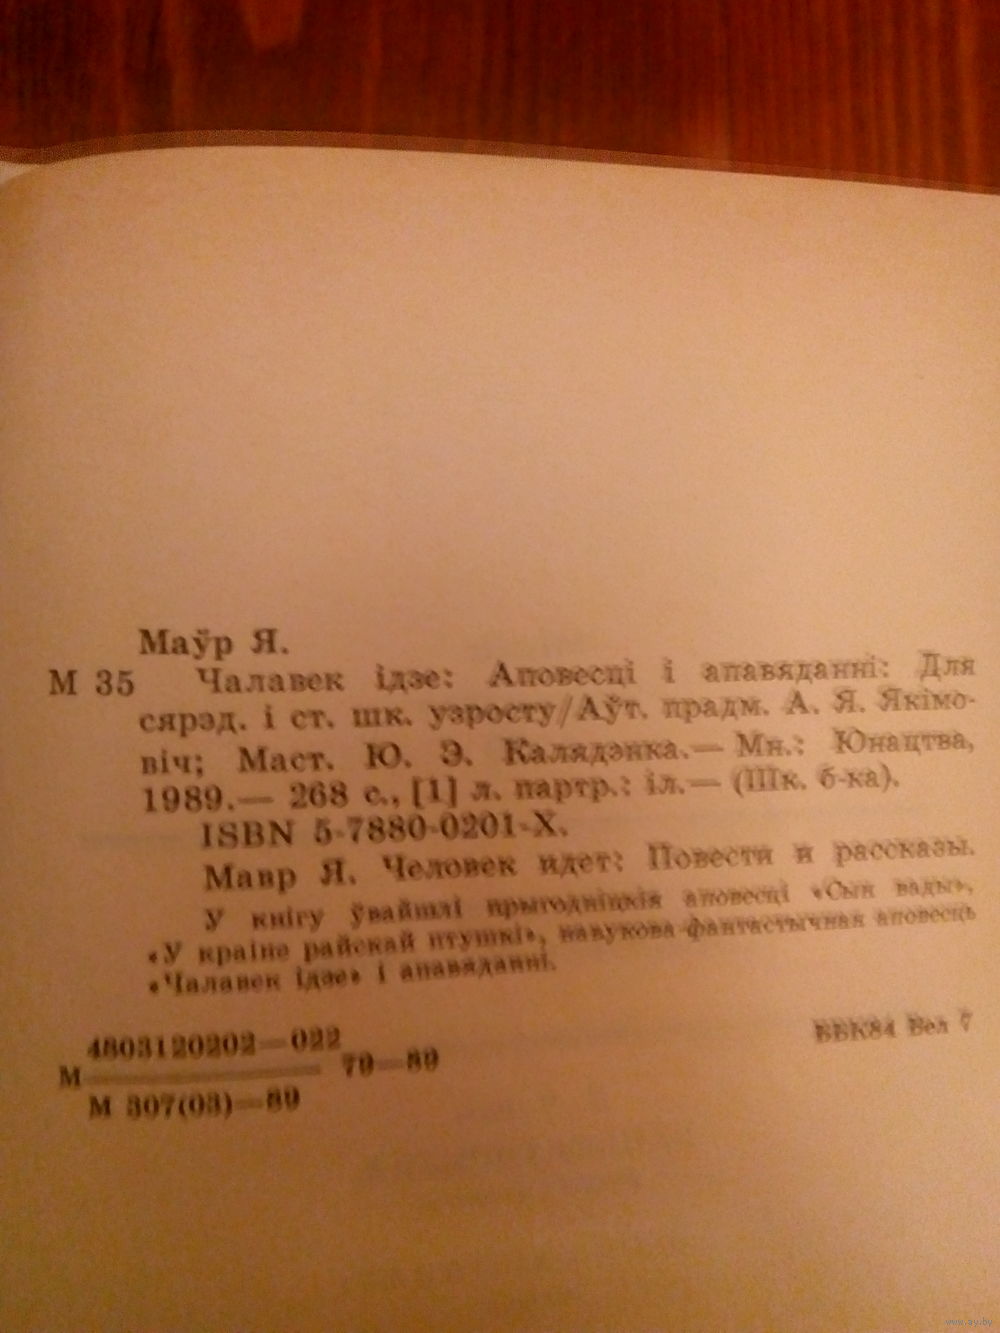 Маўр Я.
М 35 Чалавек ідзе: Аповесці і апавяданні: Для
сярэд. і ст. шк. узросту/Аўт. прадм. А. Я. Якімо-
віч; Маст. Ю. Э. Калядэнка.— Мн.: Юнацтва,
1989.— 268 с., [1] л. партр.: іл.— (Шк. б-ка).
ISBN 5-7880-0201-X.
Мавр Я. Человек идет: Повести и рассказы.
У кнігу ўвайшлі прыгодніцкія аповесці «Сын вады»,
«У краіне райскай птушкі», навукова-фантастычная аповесць
«Чалавек ідзе» і апавяданні.
4803120202—022
М 79—89
М 307(03)—89
ББК84 Бел 7
www.ay.by